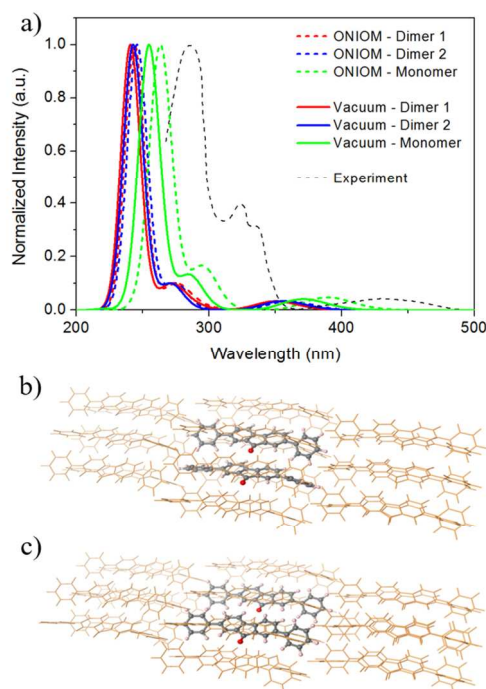 a)
Normalized Intensity (a.u.)
1.0
0.8
0.6
0.4
0.2
0.0
200
300
400
500
Wavelength (nm)
ONIOM - Dimer 1
ONIOM - Dimer 2
ONIOM - Monomer
Vacuum - Dimer 1
Vacuum - Dimer 2
Vacuum - Monomer
Experiment
b)
c)